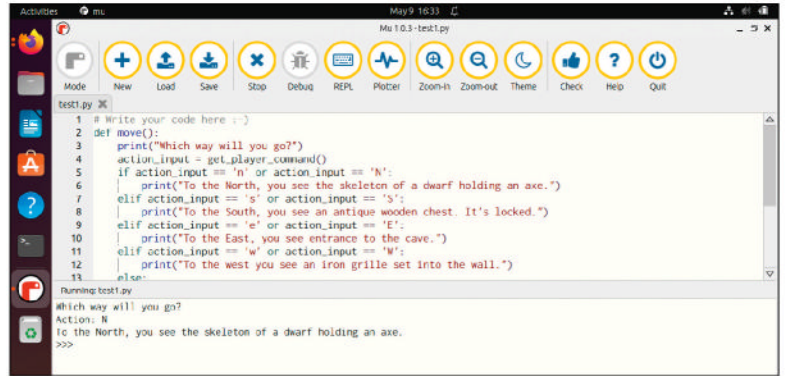 Activities mu May 9 16:33
Mu 1.0.3 - test1.py
Mode New Load Save Stop Debug REPL Plotter Zoom-in Zoom-out Theme Check Help Quit
test1.py
1 # Write your code here :-)
2 def move():
3 print("Which way will you go?")
4 action_input = get_player_command()
5 if action_input == 'n' or action_input == 'N':
6 print("To the North, you see the skeleton of a dwarf holding an axe.")
7 elif action_input == 's' or action_input == 'S':
8 print("To the South, you see an antique wooden chest. It's locked.")
9 elif action_input == 'e' or action_input == 'E':
10 print("To the East, you see entrance to the cave.")
11 elif action_input == 'w' or action_input == 'W':
12 print("To the west you see an iron grille set into the wall.")
13 else:
Running: test1.py
Which way will you go?
Action: N
To the North, you see the skeleton of a dwarf holding an axe.
>>>